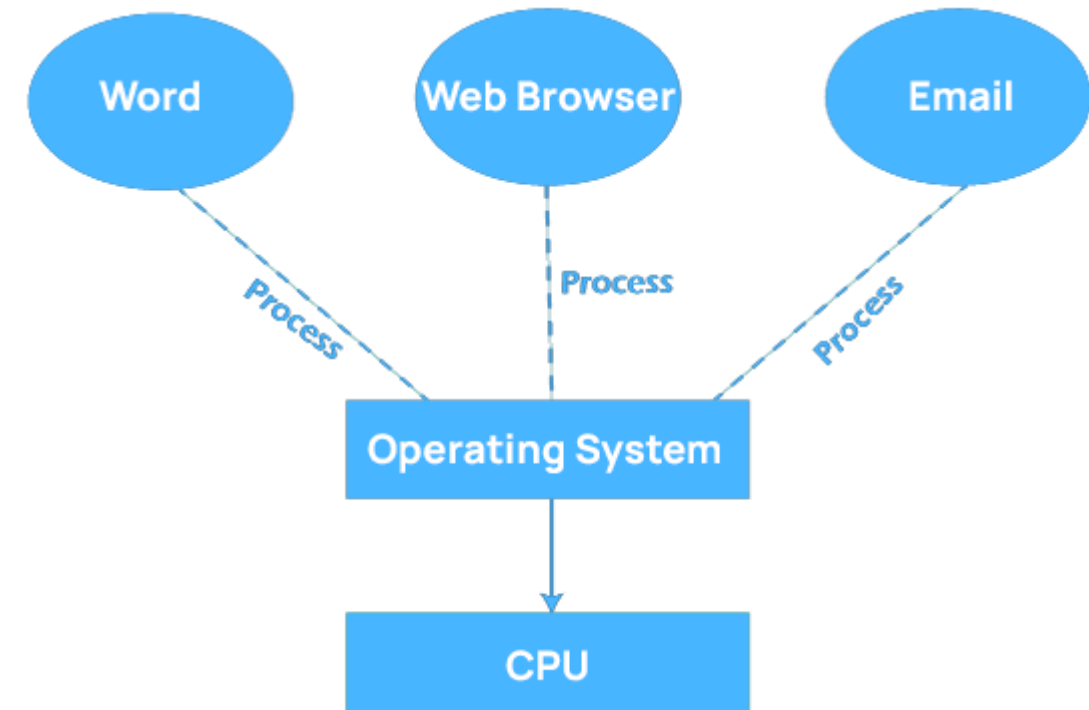 Word
Web Browser
Email
Process
Process
Process
Operating System
CPU